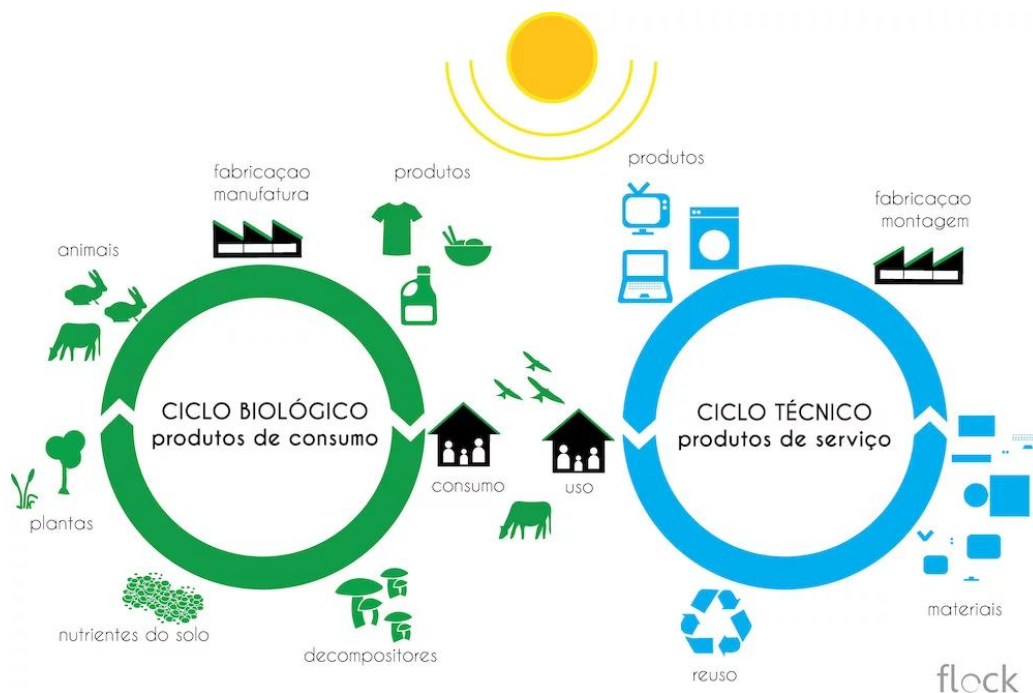 fabricaçao
manufatura
produtos
animais
CICLO BIOLÓGICO
produtos de consumo
plantas
nutrientes do solo
decompositores
consumo
produtos
fabricaçao
montagem
CICLO TÉCNICO
produtos de serviço
uso
materiais
reuso
flock